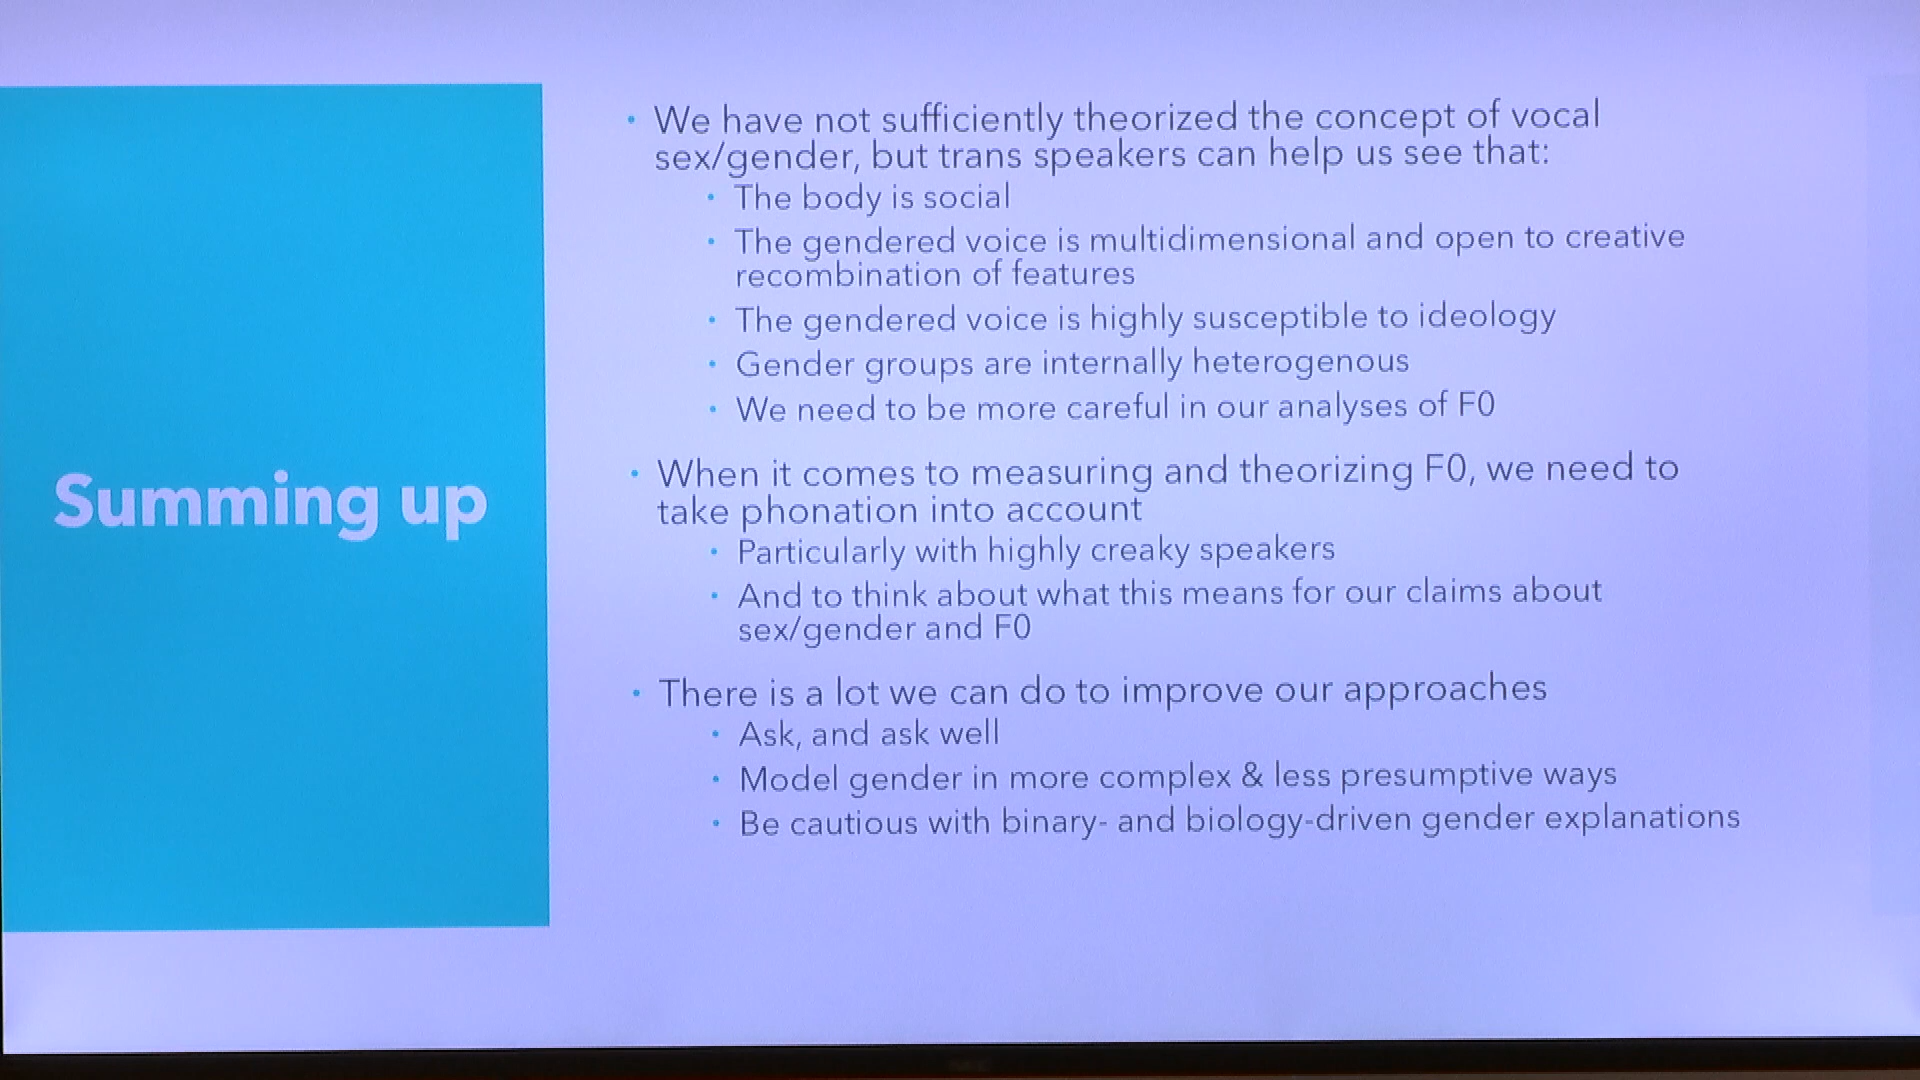 Summing up
• We have not sufficiently theorized the concept of vocal
sex/gender, but trans speakers can help us see that:
• The body is social
• The gendered voice is multidimensional and open to creative
recombination of features
• The gendered voice is highly susceptible to ideology
• Gender groups are internally heterogenous
• We need to be more careful in our analyses of F0
• When it comes to measuring and theorizing F0, we need to
take phonation into account
• Particularly with highly creaky speakers
• And to think about what this means for our claims about
sex/gender and F0
• There is a lot we can do to improve our approaches
• Ask, and ask well
• Model gender in more complex & less presumptive ways
• Be cautious with binary- and biology-driven gender explanations